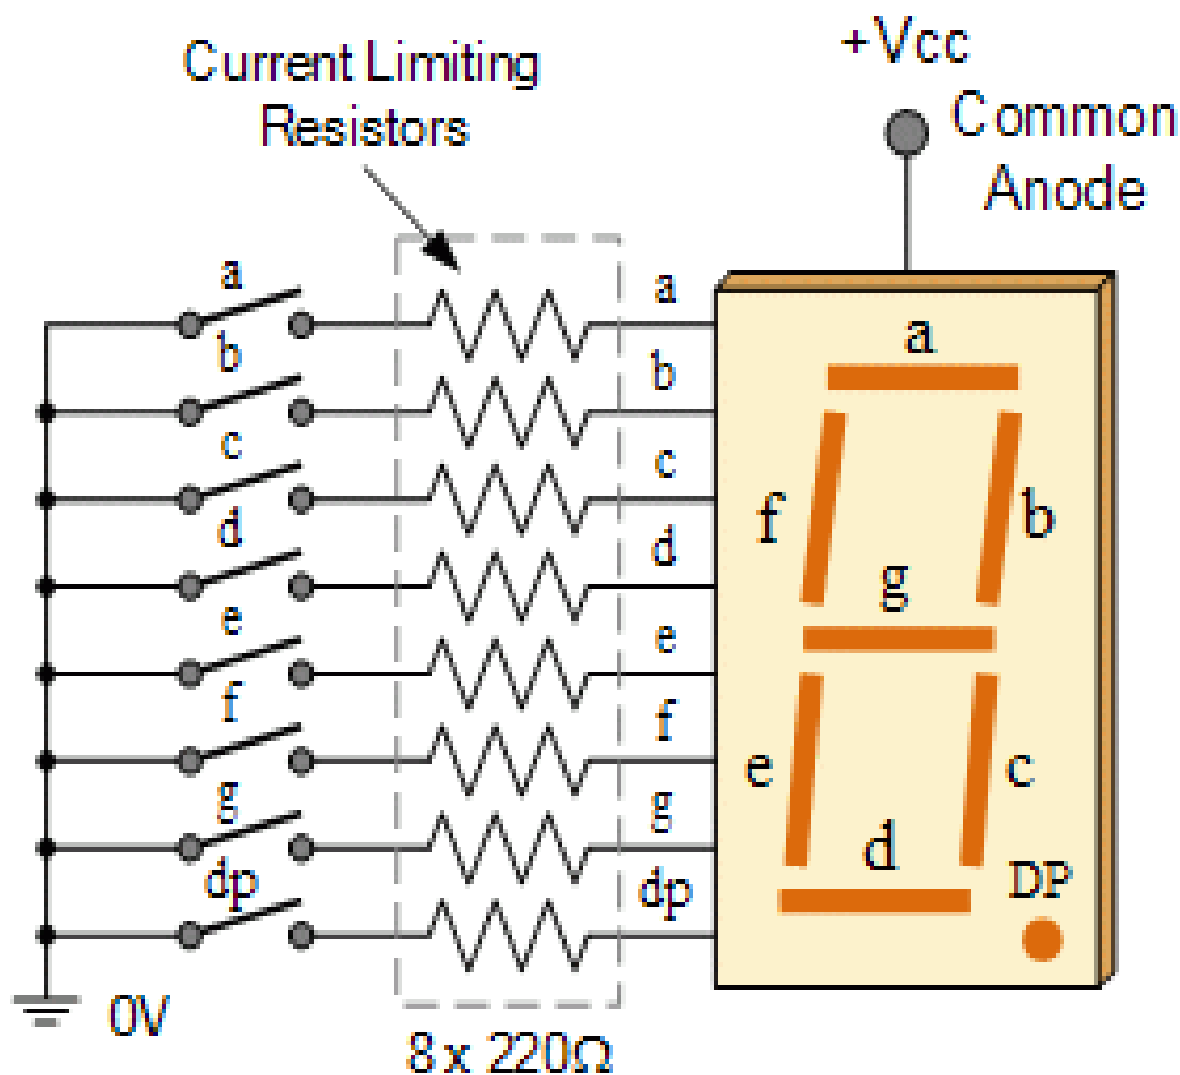 Current Limiting
Resistors
+Vcc
Common
Anode
a
b
c
d
e
f
g
dp
a
b
c
d
e
f
g
dp
a
f
b
g
e
c
d
DP
0V
8 x 220Ω